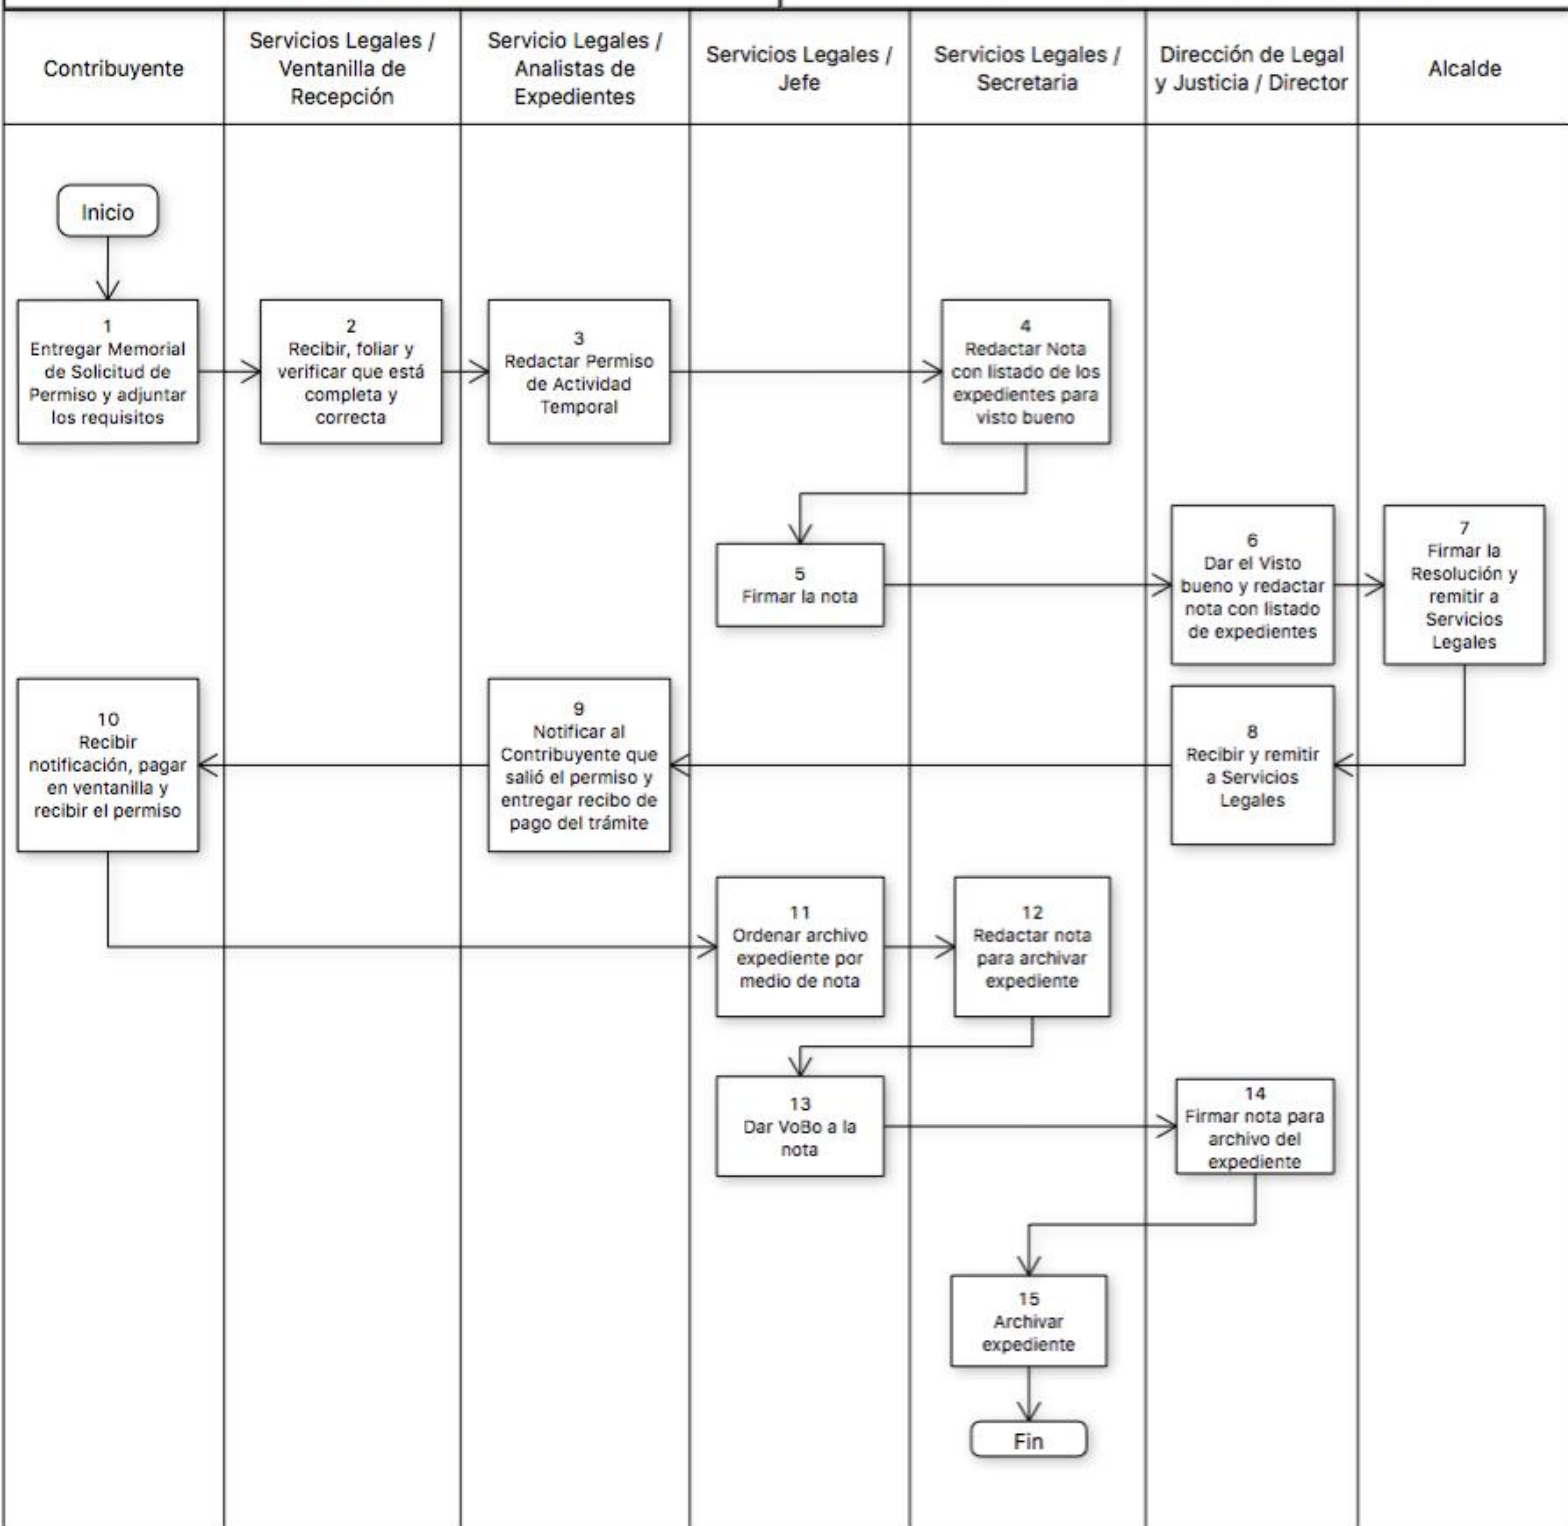 Contribuyente
Servicios Legales /
Ventanilla de
Recepción
Servicio Legales /
Analistas de
Expedientes
Servicios Legales /
Jefe
Servicios Legales /
Secretaria
Dirección de Legal
y Justicia / Director
Alcalde
Inicio
1
Entregar Memorial
de Solicitud de
Permiso y adjuntar
los requisitos
2
Recibir, foliar y
verificar que está
completa y
correcta
3
Redactar Permiso
de Actividad
Temporal
4
Redactar Nota
con listado de los
expedientes para
visto bueno
5
Firmar la nota
6
Dar el Visto
bueno y redactar
nota con listado
de expedientes
7
Firmar la
Resolución y
remitir a
Servicios
Legales
8
Recibir y remitir
a Servicios
Legales
9
Notificar al
Contribuyente que
salió el permiso y
entregar recibo de
pago del trámite
10
Recibir
notificación, pagar
en ventanilla y
recibir el permiso
11
Ordenar archivo
expediente por
medio de nota
12
Redactar nota
para archivar
expediente
13
Dar VoBo a la
nota
14
Firmar nota para
archivo del
expediente
15
Archivar
expediente
Fin